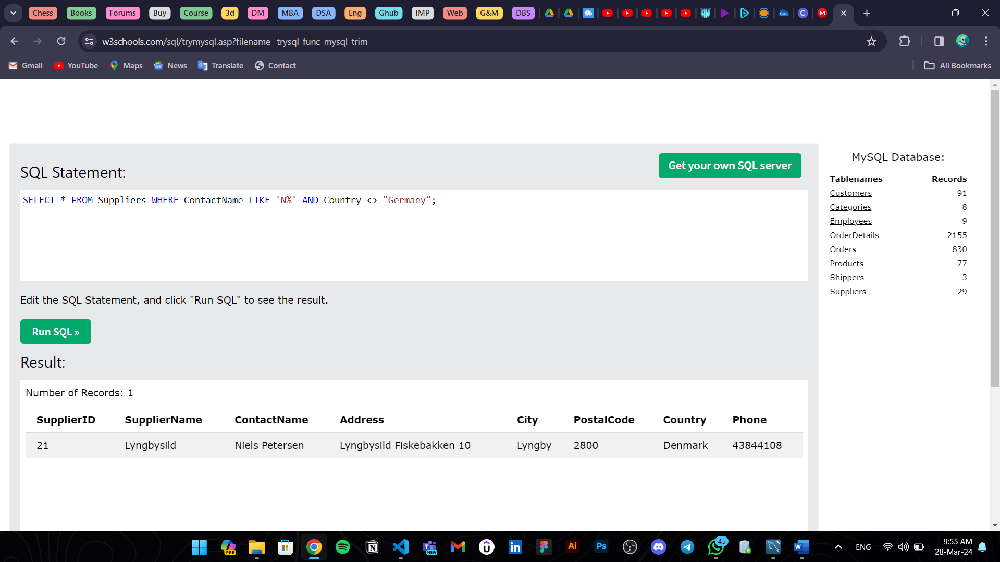 Chess Books Forums Buy Course 3d DM MBA DSA Eng Ghub IMP Web G&M DBS
w3schools.com/sql/trymysql.asp?filename=trysql_func_mysql_trim
Gmail YouTube Maps News Translate Contact All Bookmarks
Get your own SQL server
SQL Statement:
SELECT * FROM Suppliers WHERE ContactName LIKE 'N%' AND Country <> "Germany";
Edit the SQL Statement, and click "Run SQL" to see the result.
Run SQL »
Result:
Number of Records: 1
SupplierID SupplierName ContactName Address City PostalCode Country Phone
21 Lyngbysild Niels Petersen Lyngbysild Fiskebakken 10 Lyngby 2800 Denmark 43844108
MySQL Database:
Tablenames Records
Customers 91
Categories 8
Employees 9
OrderDetails 2155
Orders 830
Products 77
Shippers 3
Suppliers 29
PRE NEW Ai Ps 45 ENG 9:55 AM
28-Mar-24